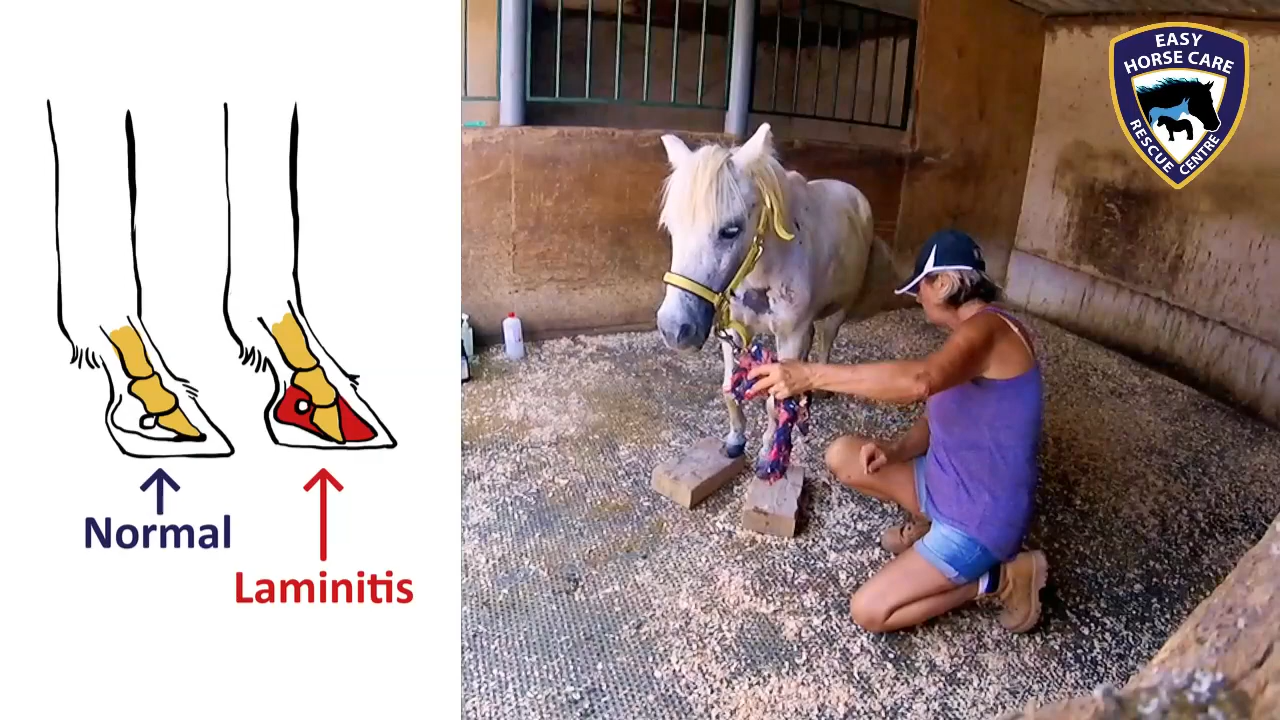 Normal
Laminitis
EASY
HORSE CARE
RESCUE CENTRE